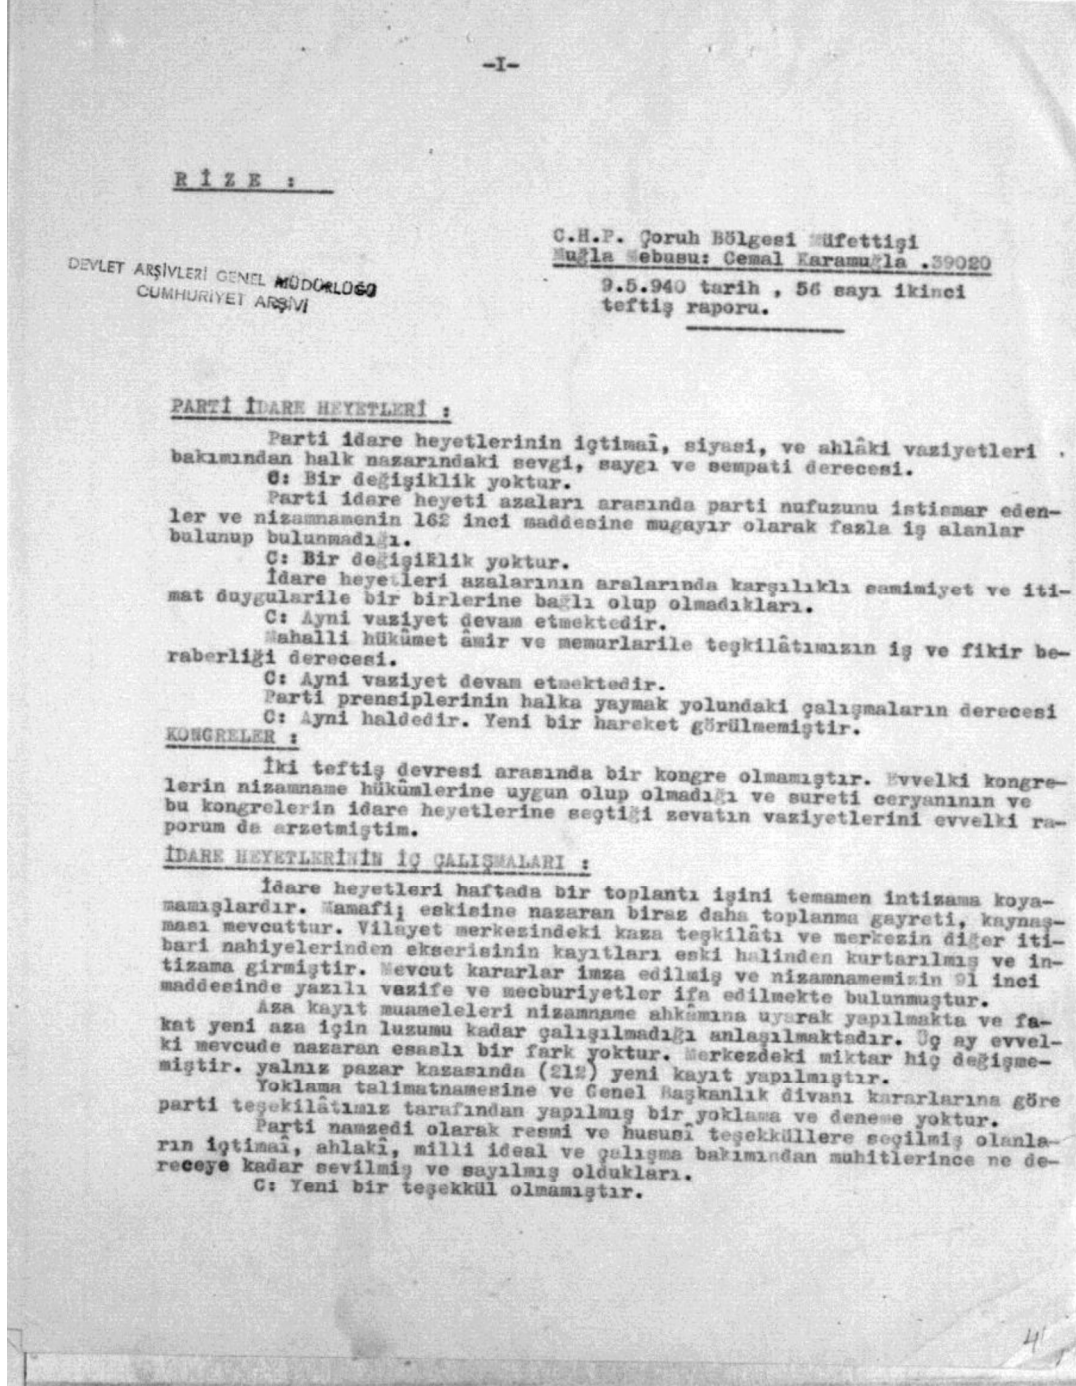 -I-
R İ Z E :
C.H.P. Çoruh Bölgesi Müfettişi
Muğla Mebusu: Cemal Karamuğla .39020
9.5.940 tarih , 56 sayı ikinci
teftiş raporu.
DEVLET ARŞİVLERİ GENEL MÜDÜRLÜĞÜ
CUMHURİYET ARŞİVİ
PARTİ İDARE HEYETLERİ :
Parti idare heyetlerinin içtimaî, siyasi, ve ahlâki vaziyetleri
bakımından halk nazarındaki sevgi, saygı ve sempati derecesi.
C: Bir değişiklik yoktur.
Parti idare heyeti azaları arasında parti nufuzunu istismar eden-
ler ve nizamnamenin 162 inci maddesine mugayır olarak fazla iş alanlar
bulunup bulunmadığı.
C: Bir değişiklik yoktur.
İdare heyetleri azalarının aralarında karşılıklı samimiyet ve iti-
mat duygularile bir birlerine bağlı olup olmadıkları.
C: Ayni vaziyet devam etmektedir.
Mahalli hükûmet âmir ve memurlarile teşkilâtımızın iş ve fikir be-
raberliği derecesi.
C: Ayni vaziyet devam etmektedir.
Parti prensiplerinin halka yaymak yolundaki çalışmaların derecesi
C: Ayni haldedir. Yeni bir hareket görülmemiştir.
KONGRELER :
İki teftiş devresi arasında bir kongre olmamıştır. Evvelki kongre-
lerin nizamname hükûmlerine uygun olup olmadığı ve sureti ceryanının ve
bu kongrelerin idare heyetlerine seçtiği zevatın vaziyetlerini evvelki ra-
porum da arzetmiştim.
İDARE HEYETLERİNİN İÇ ÇALIŞMALARI :
İdare heyetleri haftada bir toplantı işini temamen intizama koya-
mamışlardır. Mamafi; eskisine nazaran biraz daha toplanma gayreti, kaynaş-
ması mevcuttur. Vilayet merkezindeki kaza teşkilâtı ve merkezin diğer iti-
bari nahiyelerinden ekserisinin kayıtları eski halinden kurtarılmış ve in-
tizama girmiştir. Mevcut kararlar imza edilmiş ve nizamnamemizin 91 inci
maddesinde yazılı vazife ve mecburiyetler ifa edilmekte bulunmuştur.
Aza kayıt muameleleri nizamname ahkâmına uyarak yapılmakta ve fa-
kat yeni aza için luzumu kadar çalışılmadığı anlaşılmaktadır. Üç ay evvel-
ki mevcude nazaran esaslı bir fark yoktur. Merkezdeki miktar hiç değişme-
miştir. yalnız pazar kazasında (212) yeni kayıt yapılmıştır.
Yoklama talimatnamesine ve Genel Başkanlık divanı kararlarına göre
parti teşekilâtımız tarafından yapılmış bir yoklama ve deneme yoktur.
Parti namzedi olarak resmi ve hususî teşekküllere seçilmiş olanla-
rın içtimaî, ahlakî, milli ideal ve çalışma bakımından muhitlerince ne de-
receye kadar sevilmiş ve sayılmış oldukları.
C: Yeni bir teşekkül olmamıştır.
4